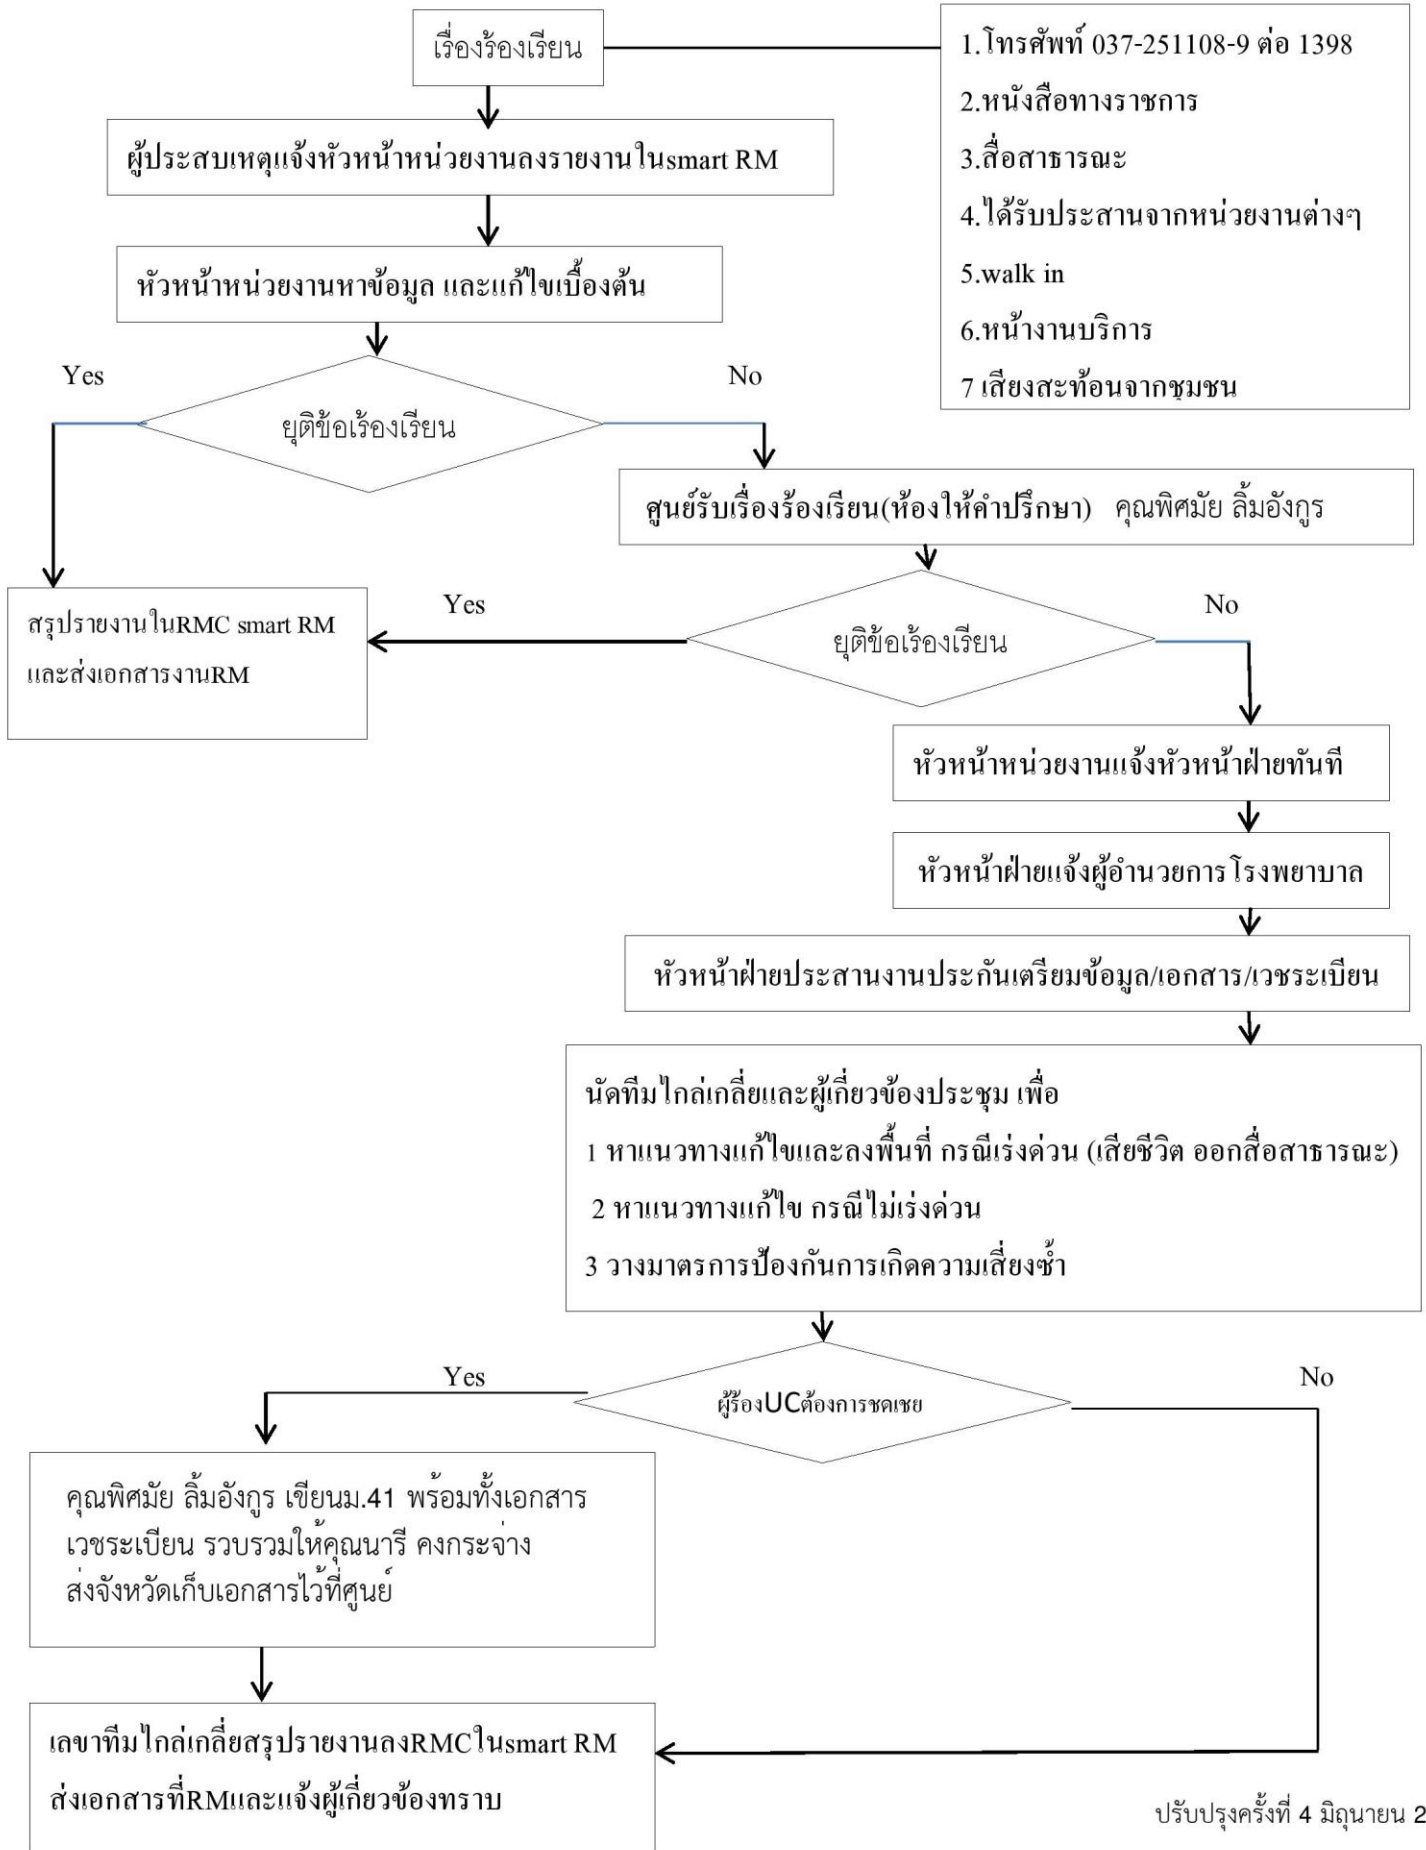 เรื่องร้องเรียน
1.โทรศัพท์ 037-251108-9 ต่อ 1398
2.หนังสือทางราชการ
3.สื่อสาธารณะ
4.ได้รับประสานจากหน่วยงานต่างๆ
5.walk in
6.หน้างานบริการ
7 เสียงสะท้อนจากชุมชน
ผู้ประสบเหตุแจ้งหัวหน้าหน่วยงานลงรายงานในsmart RM
หัวหน้าหน่วยงานหาข้อมูล และแก้ไขเบื้องต้น
Yes
No
ยุติข้อเร้องเรียน
ศูนย์รับเรื่องร้องเรียน(ห้องให้คำปรึกษา) คุณพิศมัย ลิ้มอังกูร
Yes
No
ยุติข้อเร้องเรียน
สรุปรายงานในRMC smart RM
และส่งเอกสารงานRM
หัวหน้าหน่วยงานแจ้งหัวหน้าฝ่ายทันที
หัวหน้าฝ่ายแจ้งผู้อำนวยการโรงพยาบาล
หัวหน้าฝ่ายประสานงานประกันเตรียมข้อมูล/เอกสาร/เวชระเบียน
นัดทีมไกล่เกลี่ยและผู้เกี่ยวข้องประชุม เพื่อ
1 หาแนวทางแก้ไขและลงพื้นที่ กรณีเร่งด่วน (เสียชีวิต ออกสื่อสาธารณะ)
2 หาแนวทางแก้ไข กรณีไม่เร่งด่วน
3 วางมาตรการป้องกันการเกิดความเสี่ยงซ้ำ
Yes
No
ผู้ร้องUCต้องการชดเชย
คุณพิศมัย ลิ้มอังกูร เขียนม.41 พร้อมทั้งเอกสาร
เวชระเบียน รวบรวมให้คุณนารี คงกระจ่าง
ส่งจังหวัดเก็บเอกสารไว้ที่ศูนย์
เลขาทีมไกล่เกลี่ยสรุปรายงานลงRMCในsmart RM
ส่งเอกสารที่RMและแจ้งผู้เกี่ยวข้องทราบ
ปรับปรุงครั้งที่ 4 มิถุนายน 2